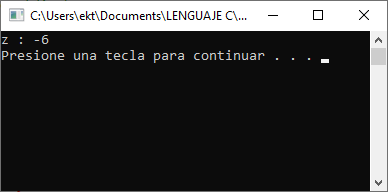 C:\Users\ekt\Documents\LENGUAJE C\...
z : -6
Presione una tecla para continuar . . .